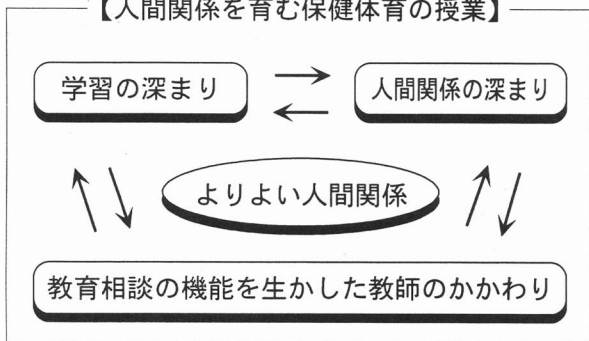 【人間関係を育む保健体育の授業】
学習の深まり
人間関係の深まり
よりよい人間関係
教育相談の機能を生かした教師のかかわり